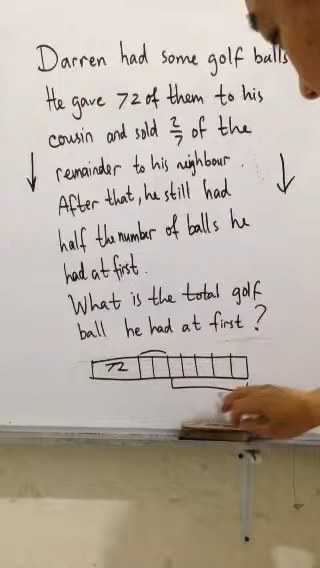 Darren had some golf balls
He gave 72 of them to his
cousin and sold 2/7 of the
remainder to his neighbour.
After that, he still had
half the number of balls he
had at first.
What is the total golf
ball he had at first?
72